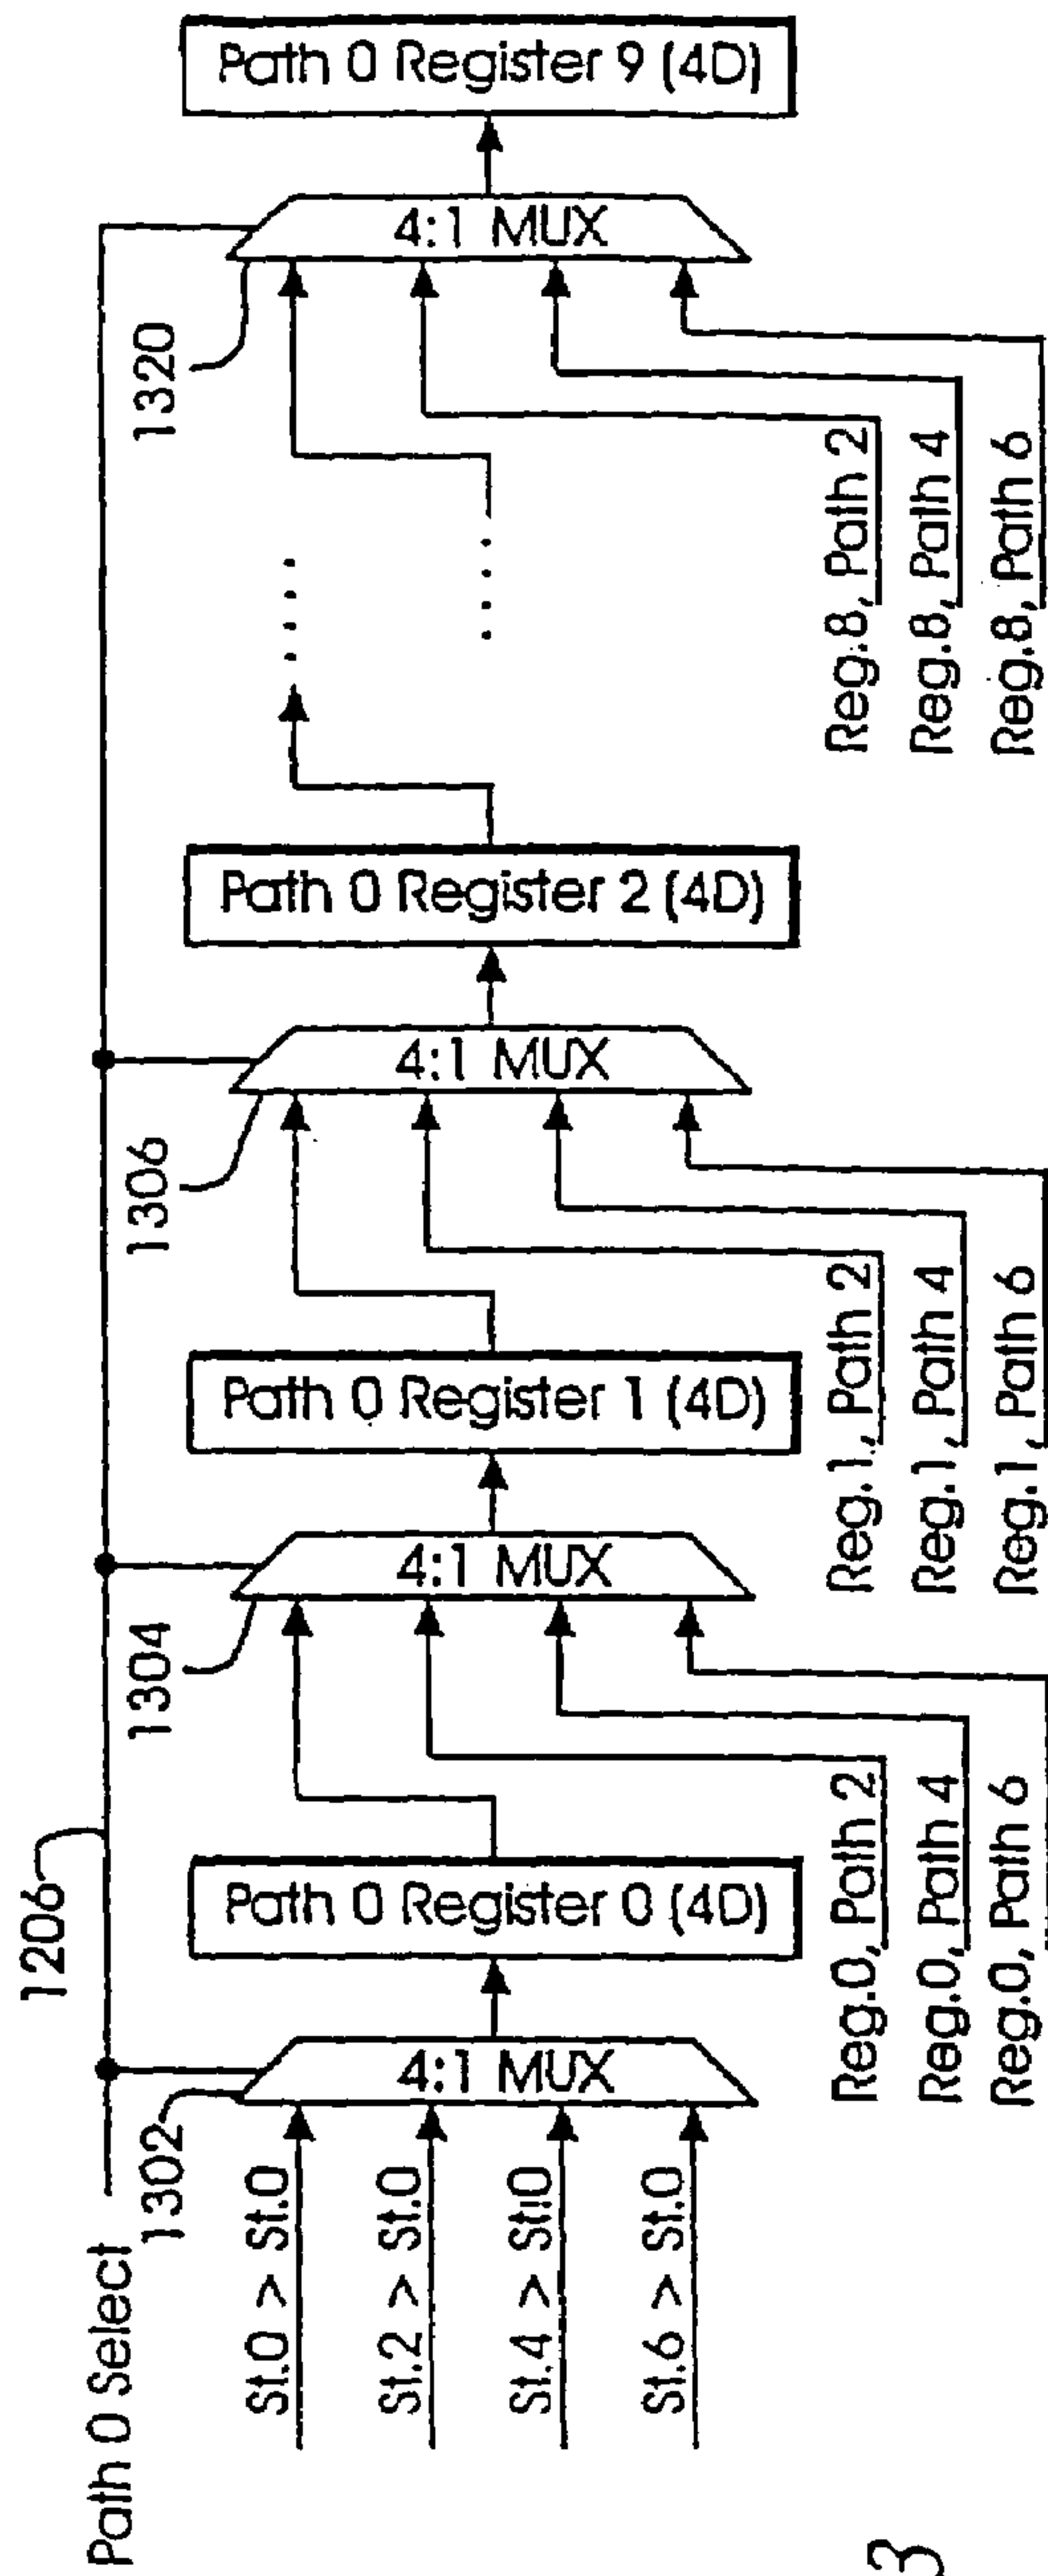 Path 0 Select
1206
1302
1304
1306
1320
St.0 > St.0
St.2 > St.0
St.4 > St.0
St.6 > St.0
4:1 MUX
Path 0 Register 0 (4D)
Reg.0, Path 2
Reg.0, Path 4
Reg.0, Path 6
4:1 MUX
Path 0 Register 1 (4D)
Reg.1, Path 2
Reg.1, Path 4
Reg.1, Path 6
4:1 MUX
Path 0 Register 2 (4D)
. . . .
. . . .
Reg.8, Path 2
Reg.8, Path 4
Reg.8, Path 6
4:1 MUX
Path 0 Register 9 (4D)
3